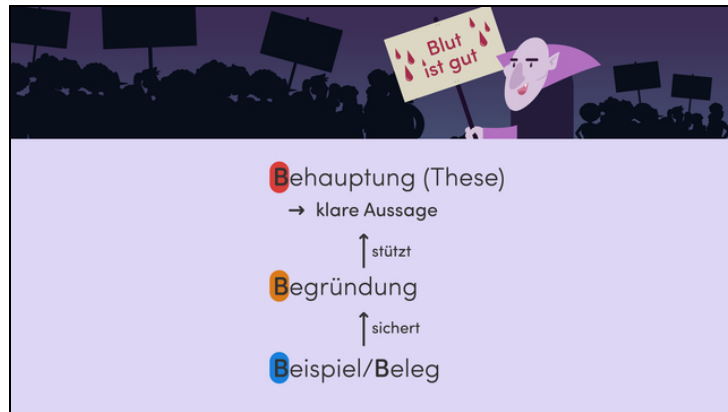 Blut
ist gut
Behauptung (These)
→ klare Aussage
↑ stützt
Begründung
↑ sichert
Beispiel/Beleg